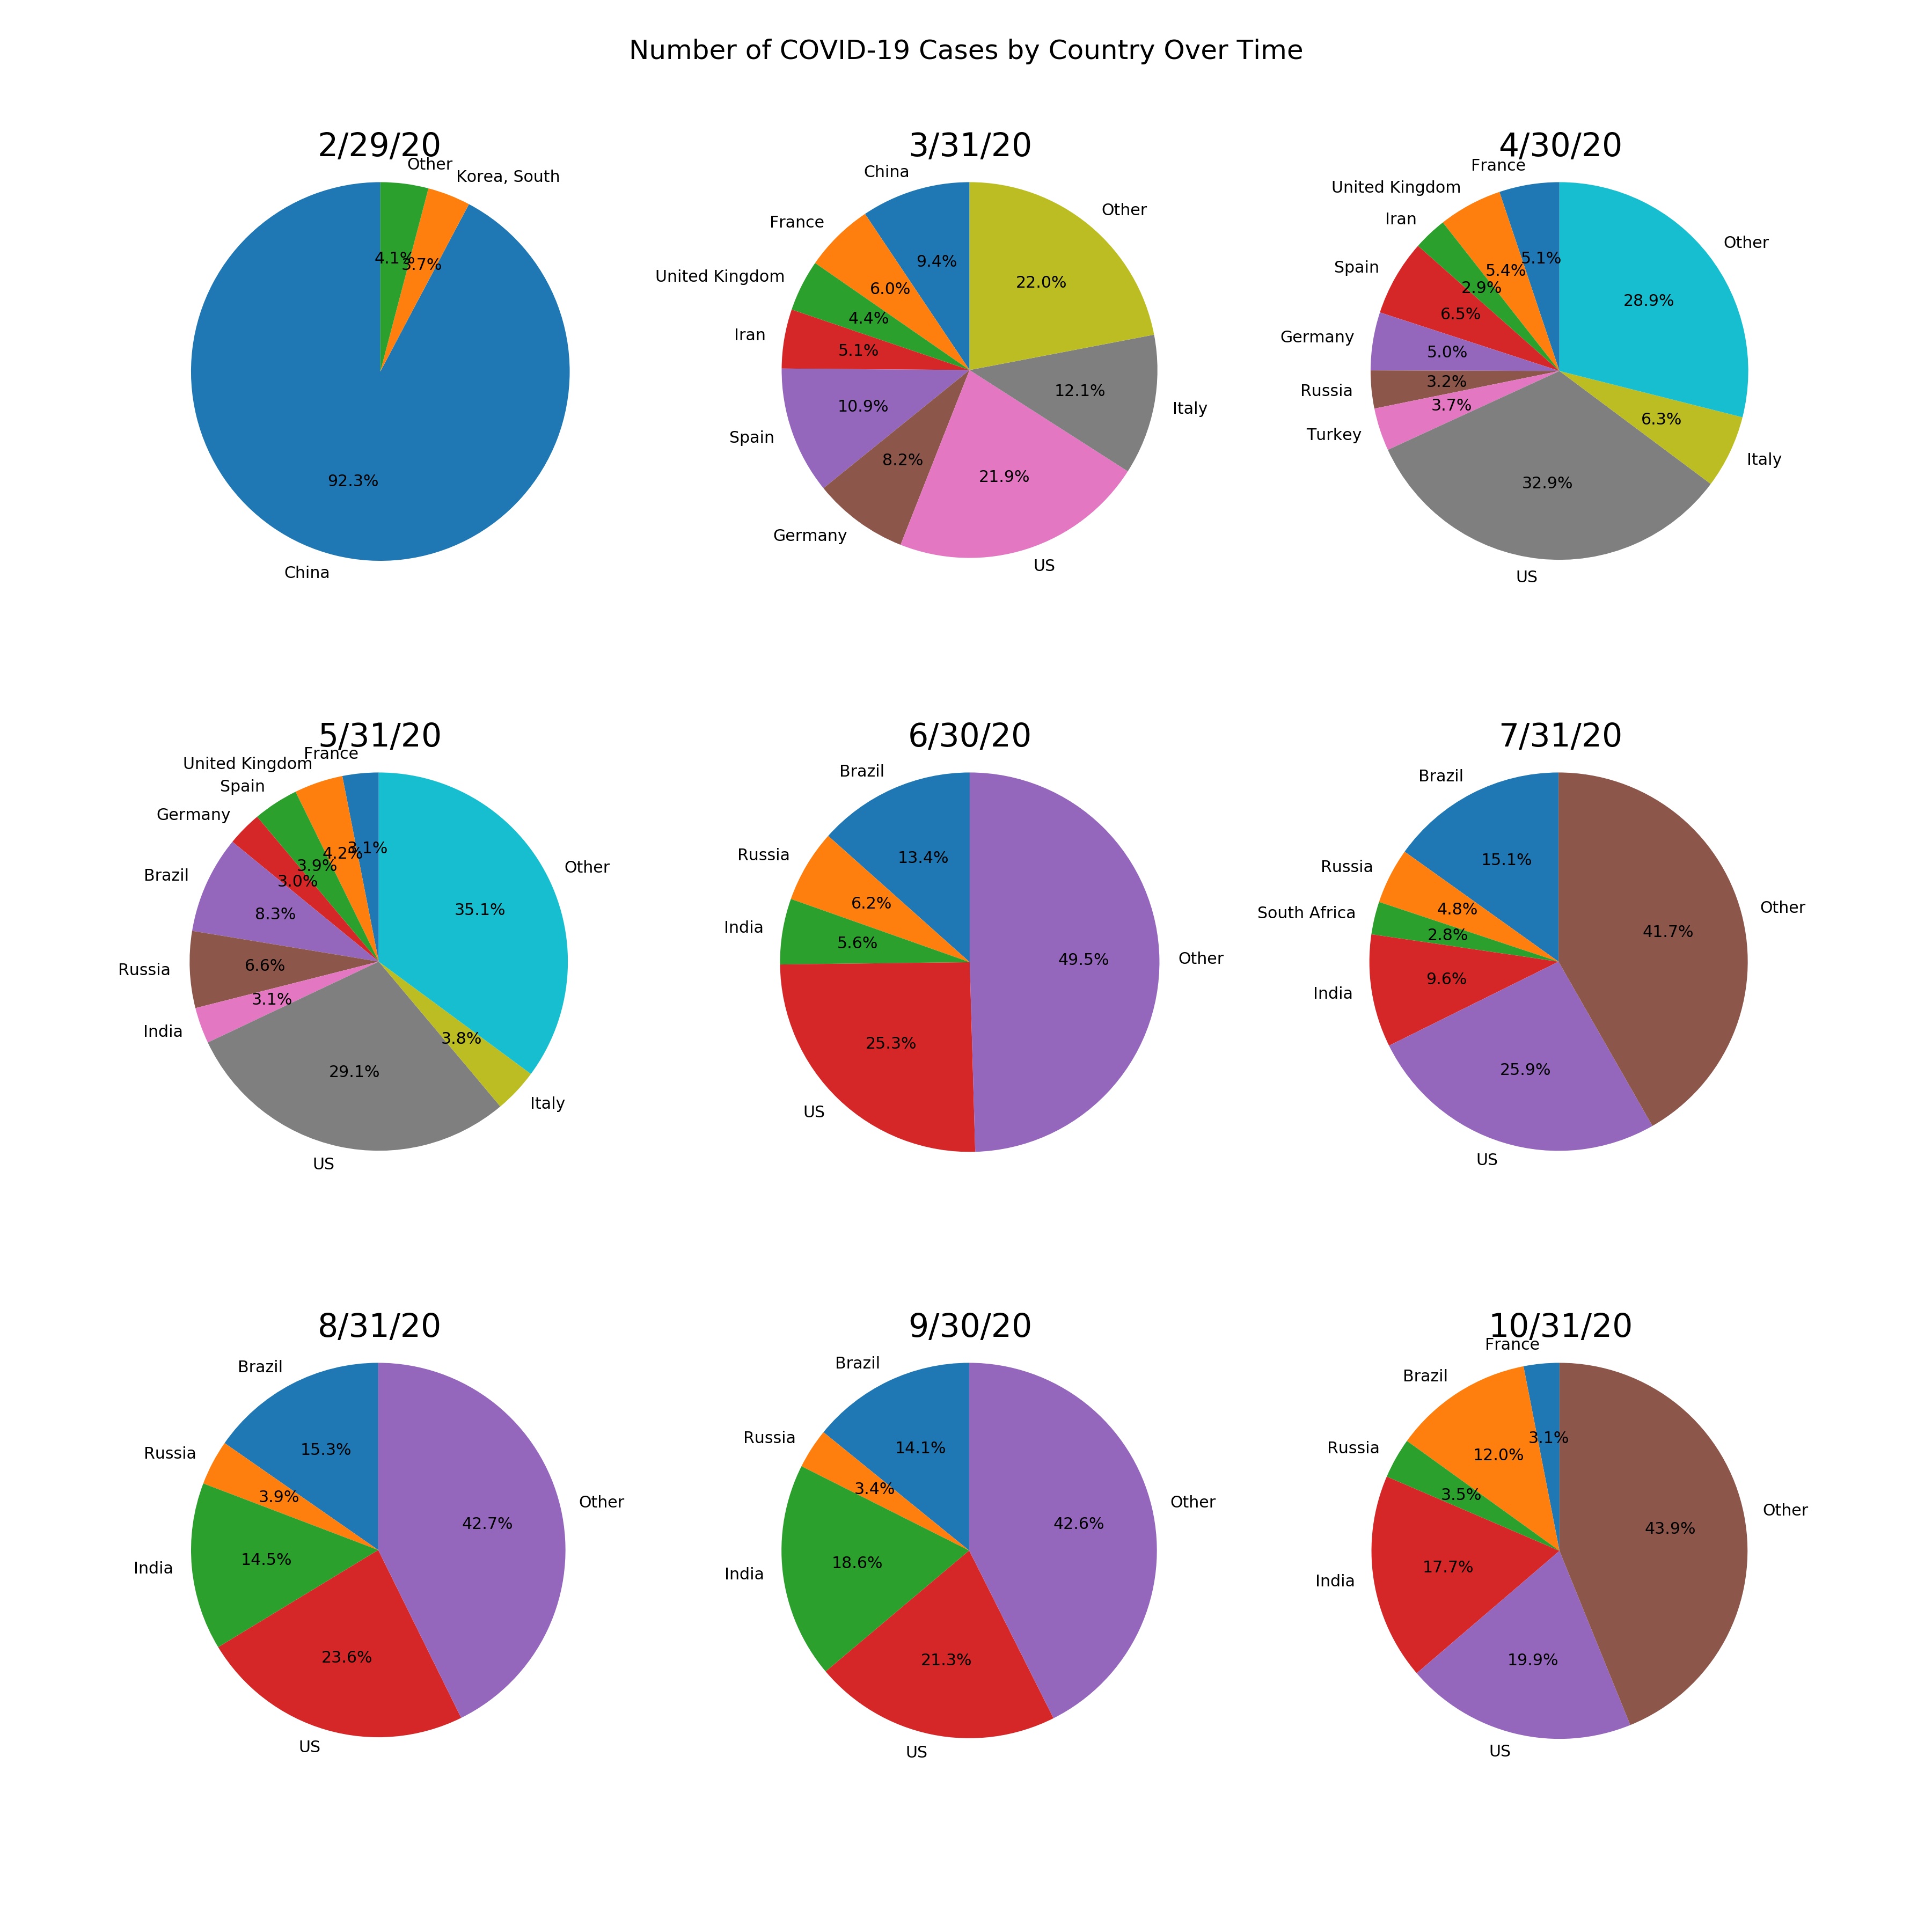 Number of COVID-19 Cases by Country Over Time
2/29/20
Other
Korea, South
4.1%
3.7%
92.3%
China
3/31/20
China
France
Other
United Kingdom
Iran
Spain
Germany
US
Italy
9.4%
6.0%
4.4%
5.1%
10.9%
8.2%
21.9%
12.1%
22.0%
4/30/20
France
United Kingdom
Iran
Spain
Germany
Russia
Turkey
US
Italy
Other
5.1%
5.4%
2.9%
6.5%
5.0%
3.2%
3.7%
32.9%
6.3%
28.9%
5/31/20
France
United Kingdom
Spain
Germany
Brazil
Russia
India
US
Italy
Other
3.1%
4.2%
3.9%
3.0%
8.3%
6.6%
3.1%
29.1%
3.8%
35.1%
6/30/20
Brazil
Russia
India
US
Other
13.4%
6.2%
5.6%
25.3%
49.5%
7/31/20
Brazil
Russia
South Africa
India
US
Other
15.1%
4.8%
2.8%
9.6%
25.9%
41.7%
8/31/20
Brazil
Russia
India
US
Other
15.3%
3.9%
14.5%
23.6%
42.7%
9/30/20
Brazil
Russia
India
US
Other
14.1%
3.4%
18.6%
21.3%
42.6%
10/31/20
France
Brazil
Russia
India
US
Other
3.1%
12.0%
3.5%
17.7%
19.9%
43.9%